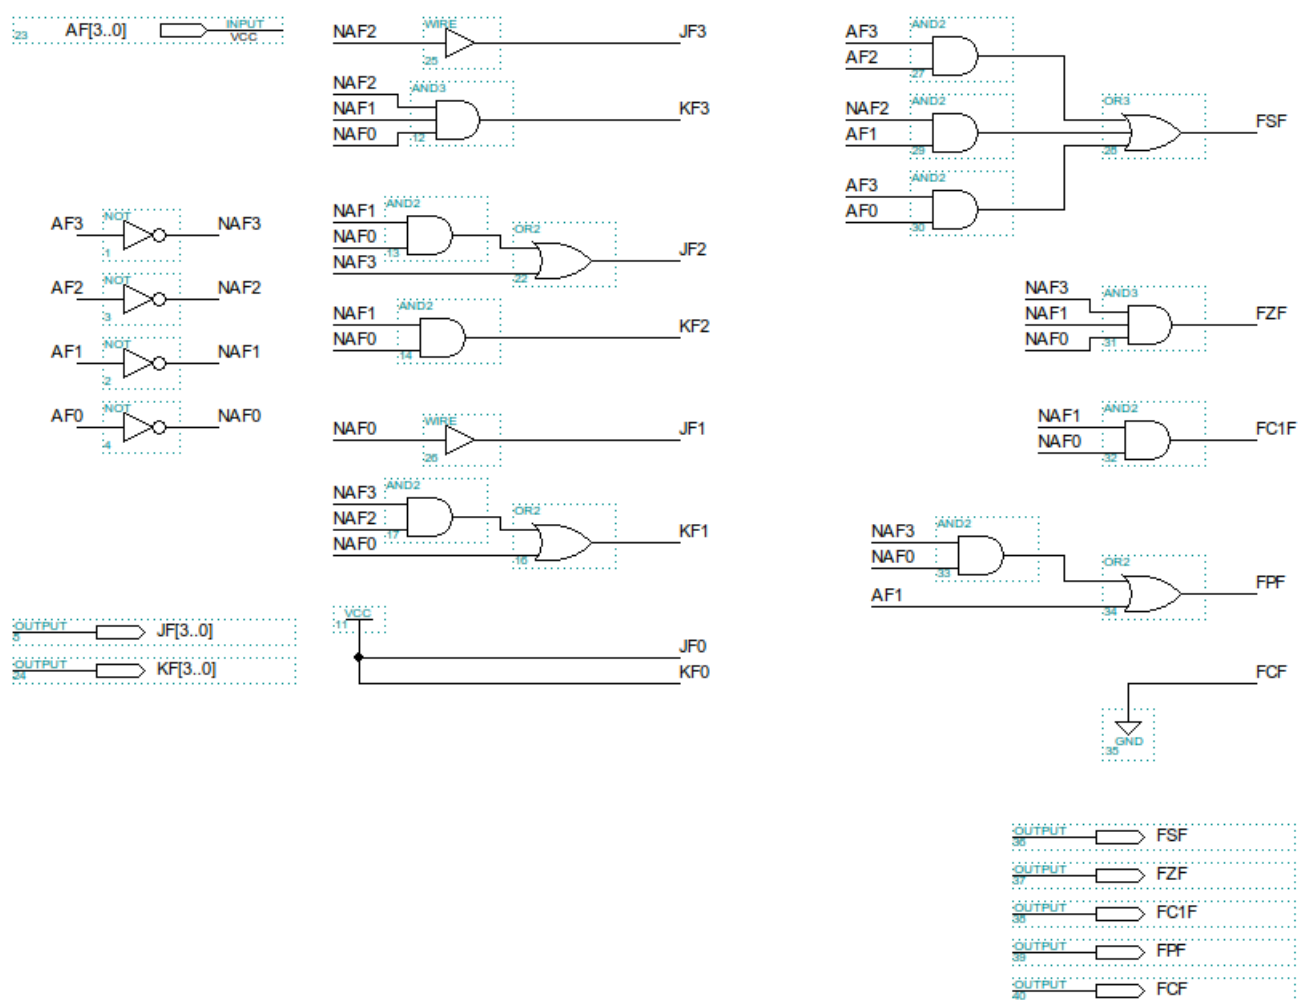 AF[3..0] INPUT VCC
23
NAF2 WIRE JF3
25
NAF2 AND3
NAF1 KF3
NAF0 12
NAF1 AND2
NAF0 13 OR2 JF2
NAF3 22
NAF1 AND2 KF2
NAF0 14
NAF0 WIRE JF1
26
NAF3 AND2
NAF2 17 OR2 KF1
NAF0 16
VCC
11
JF0
KF0
AF3 NOT NAF3
1
AF2 NOT NAF2
3
AF1 NOT NAF1
2
AF0 NOT NAF0
4
OUTPUT JF[3..0]
5
OUTPUT KF[3..0]
24
AF3 AND2
AF2 27
NAF2 AND2 OR3 FSF
AF1 29 28
AF3 AND2
AF0 30
NAF3 AND3
NAF1 FZF
NAF0 31
NAF1 AND2 FC1F
NAF0 32
NAF3 AND2
NAF0 33 OR2 FPF
AF1 34
FCF
GND
35
OUTPUT FSF
36
OUTPUT FZF
37
OUTPUT FC1F
38
OUTPUT FPF
39
OUTPUT FCF
40